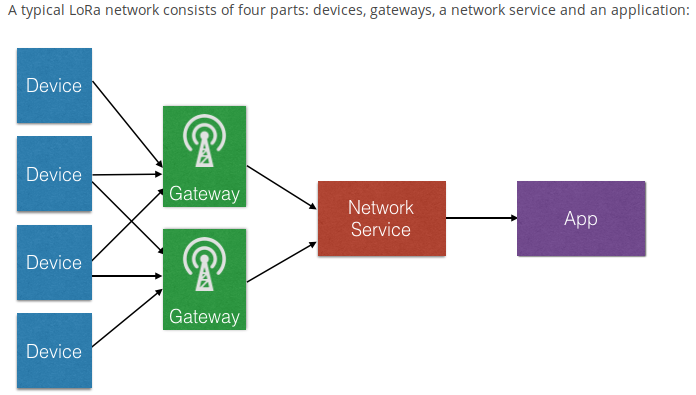 A typical LoRa network consists of four parts: devices, gateways, a network service and an application:
Device
Device
Device
Device
Gateway
Gateway
Network
Service
App